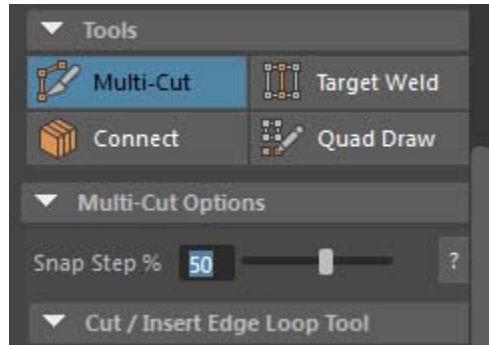 Tools
Multi-Cut Target Weld
Connect Quad Draw
Multi-Cut Options
Snap Step % 50 ?
Cut / Insert Edge Loop Tool